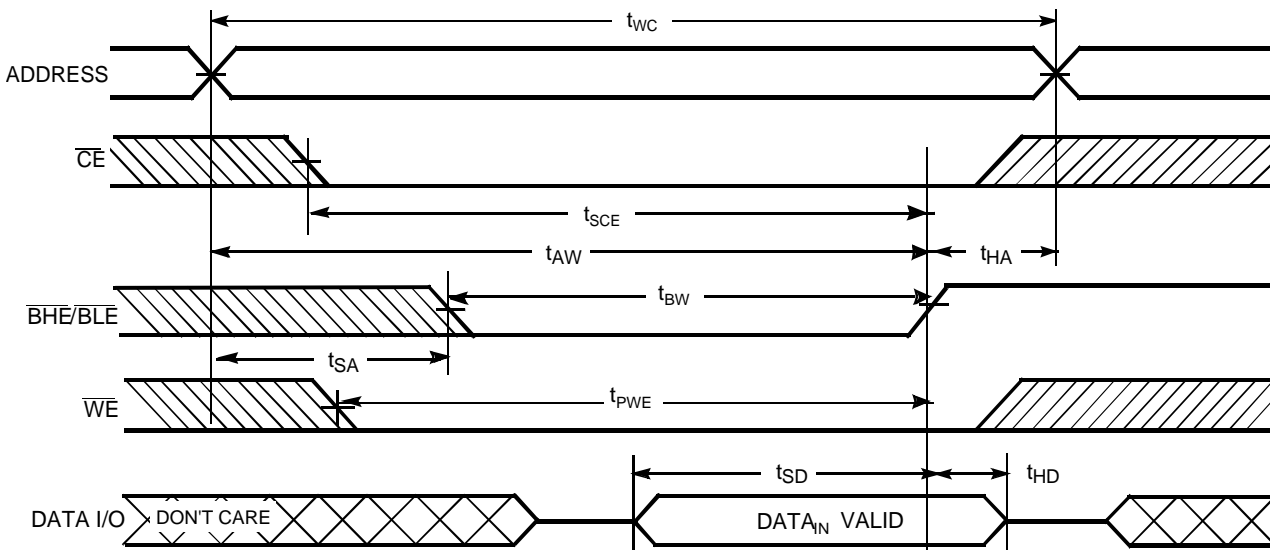 tWC
ADDRESS
CE
tSCE
tAW
tHA
BHE/BLE
tBW
tSA
WE
tPWE
tSD
tHD
DATA I/O
DON'T CARE
DATAIN VALID